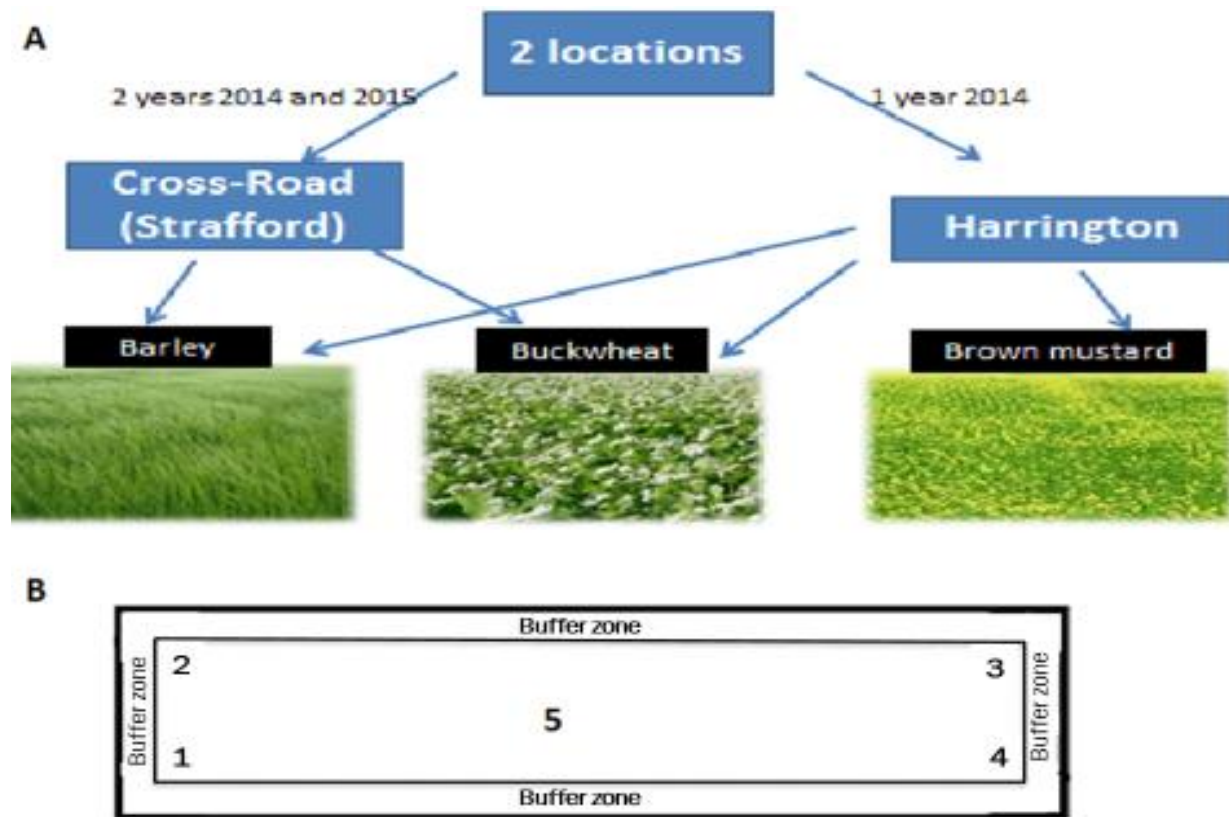 A
2 locations
2 years 2014 and 2015
1 year 2014
Cross-Road
(Strafford)
Harrington
Barley
Buckwheat
Brown mustard
B
Buffer zone
Buffer zone
2
3
Buffer zone
5
1
4
Buffer zone